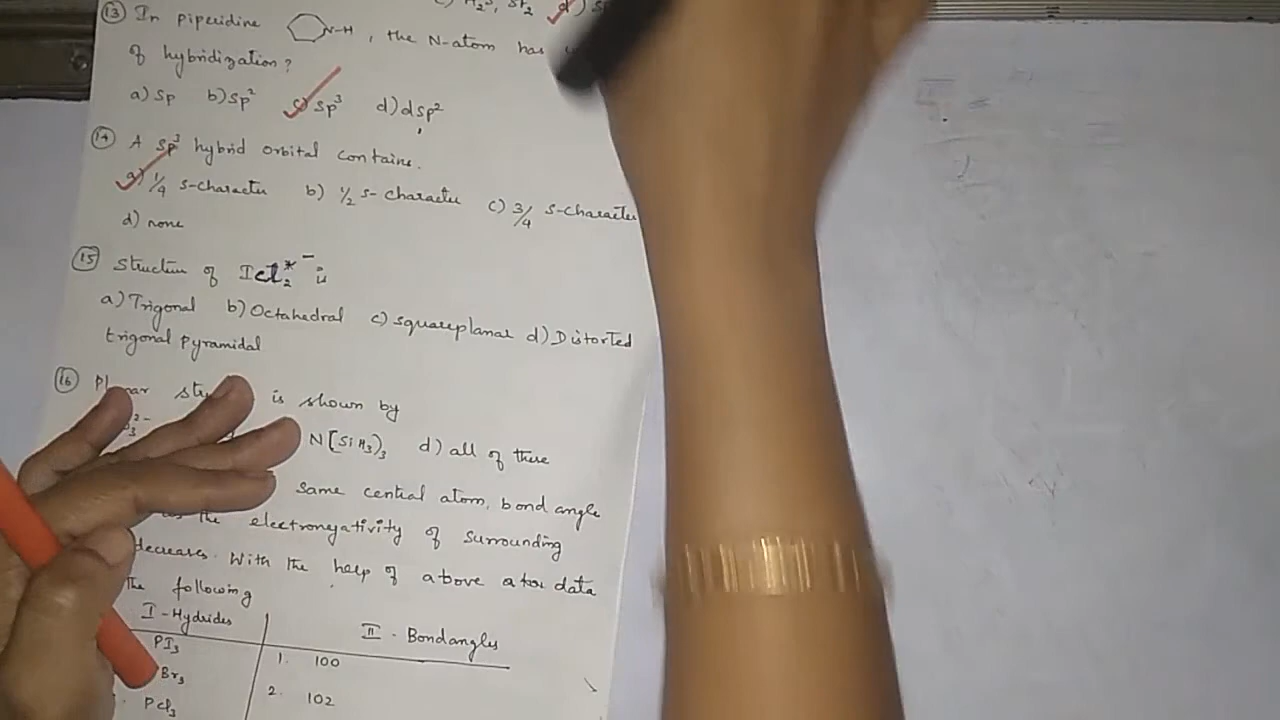 H₂S, SF₂ d)
(13) In Piperidine N-H, the N-atom has
of hybridization?
a) Sp b) Sp² c) Sp³ d) dSp²
(14) A Sp³ hybrid orbital contains.
a) 1/4 S-character b) 1/2 S-character c) 3/4 S-character
d) none
(15) Structure of Icl₂*⁻ is
a) Trigonal b) Octahedral c) Squareplanar d) Distorted
trigonal pyramidal
(16) is shown by
N[SiH₃)₃ d) all of these
same central atom, bond angle
the electronegativity of surrounding
decreases. With the help of above data
the following
I-Hydrides II - Bondangles
PI₃ 1. 100
Br₃ 2. 102
PCl₃